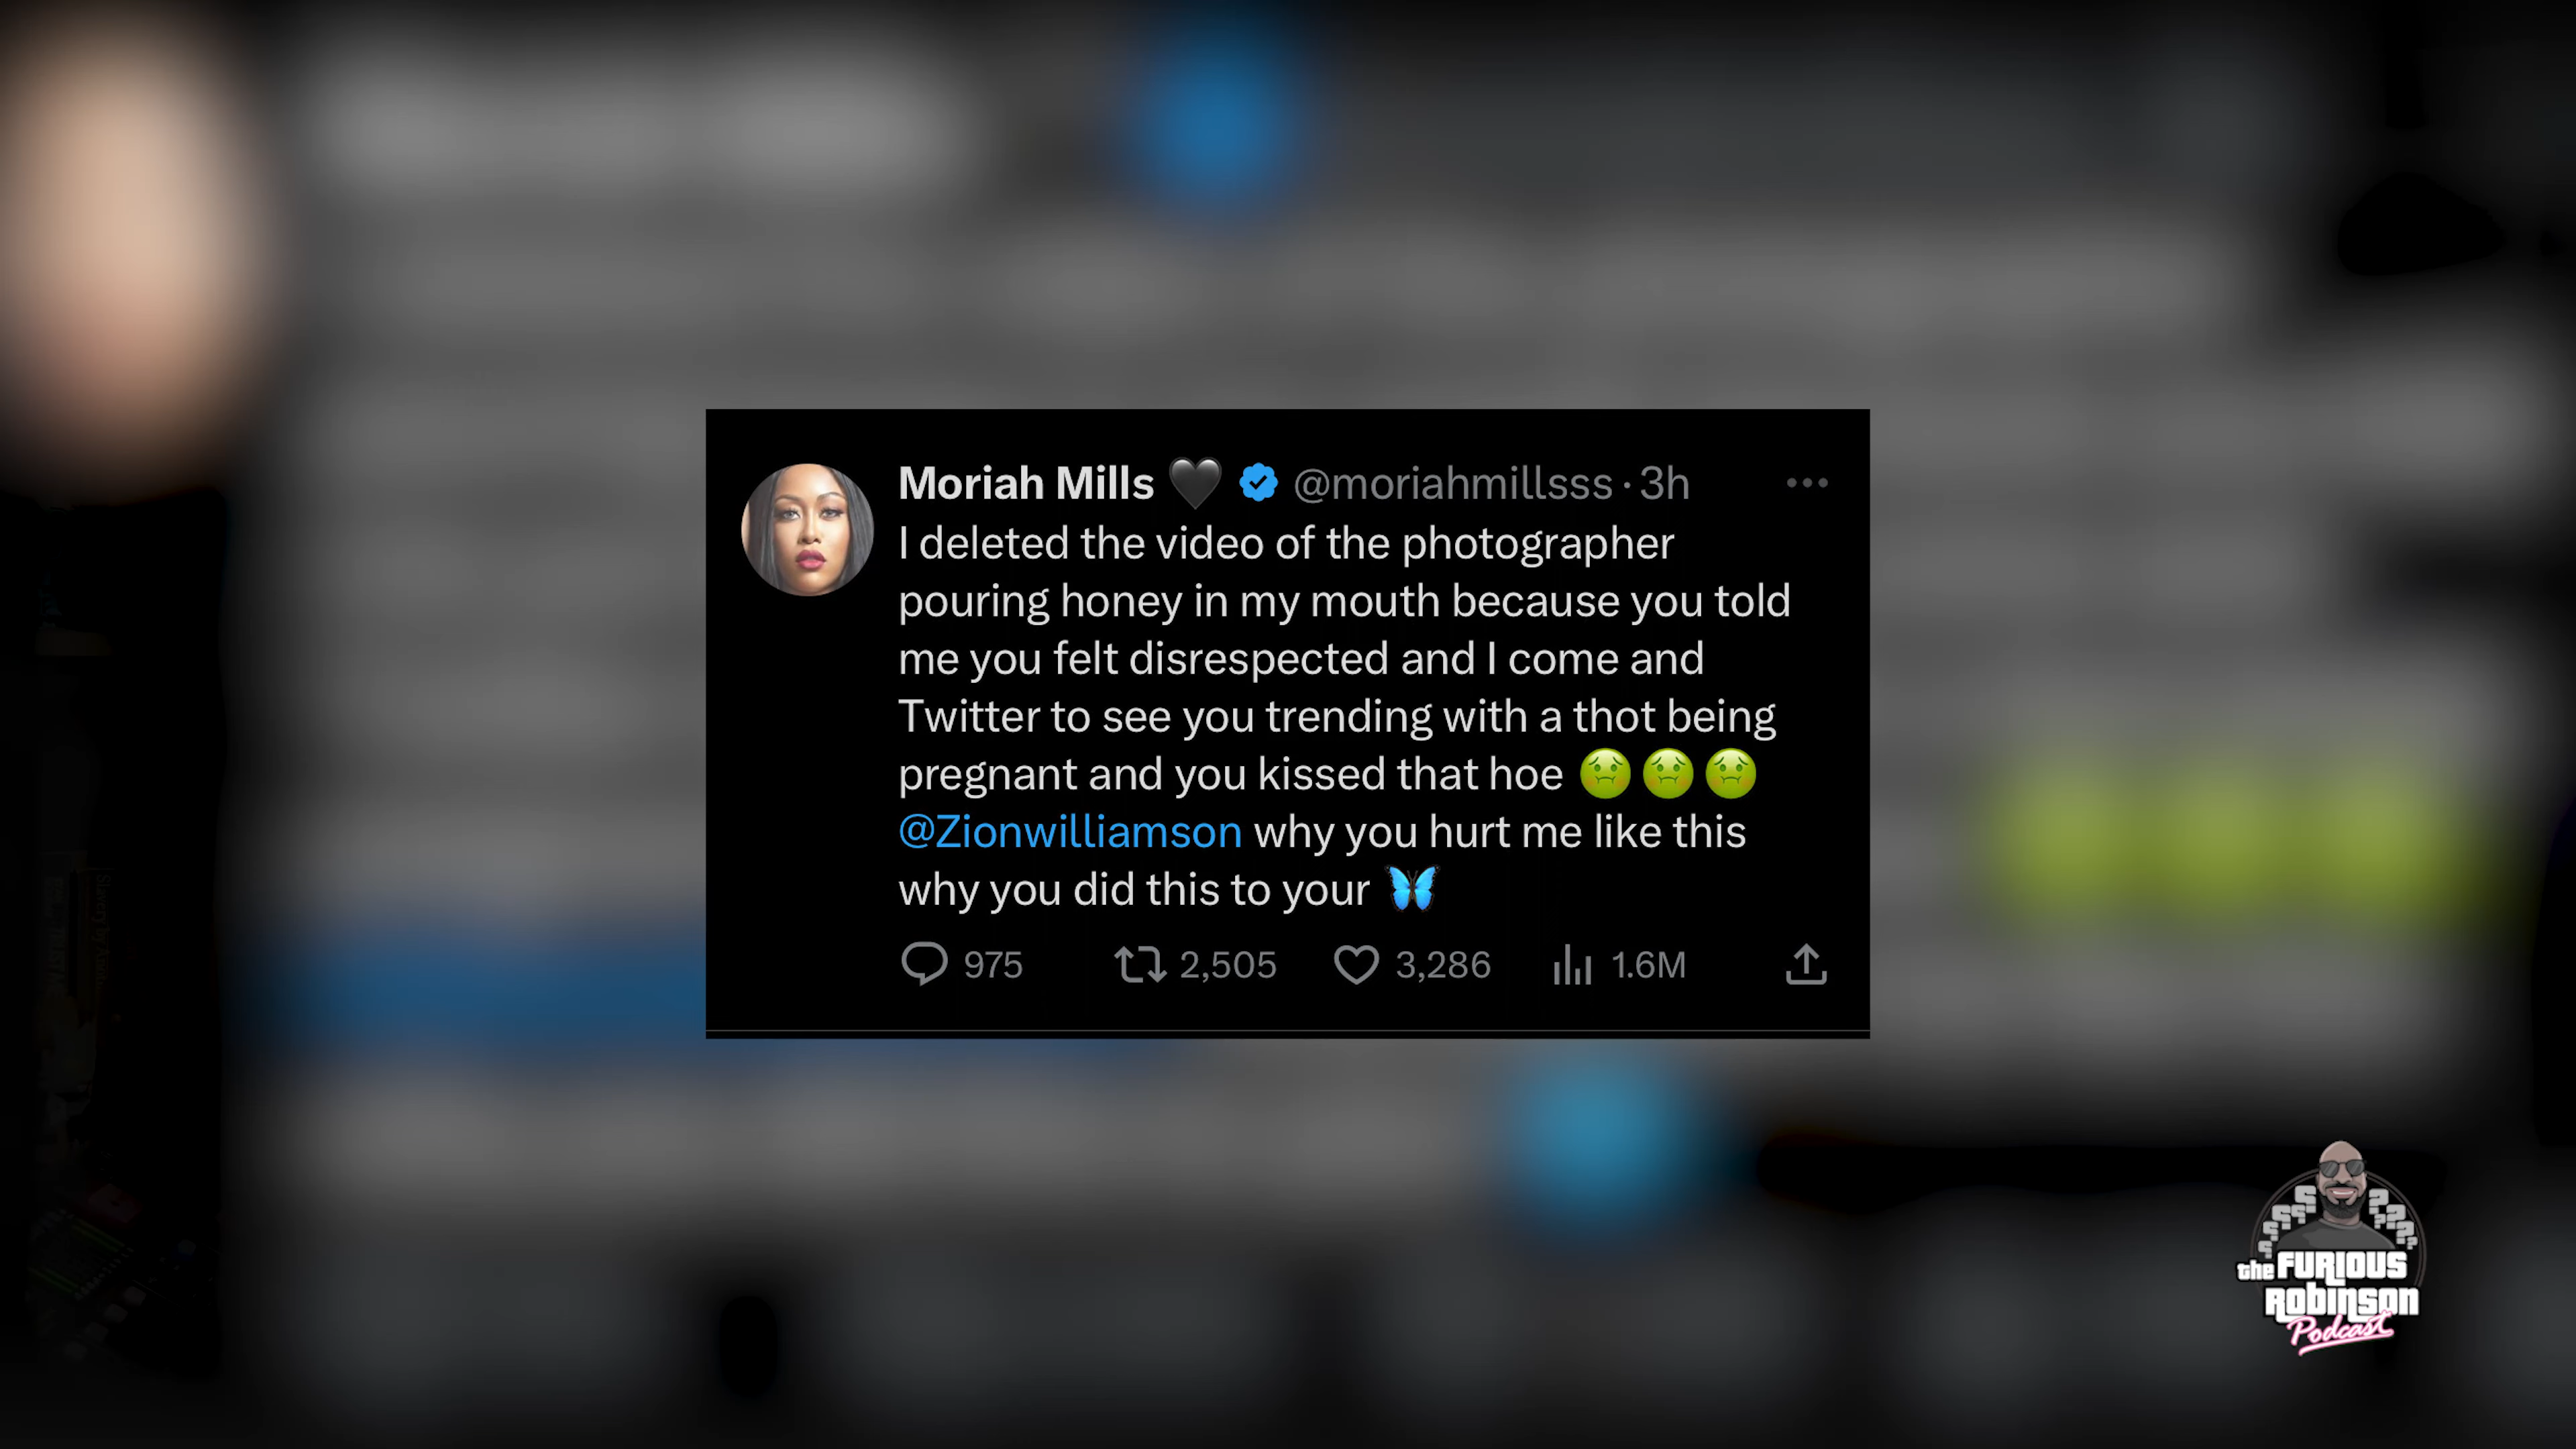 Moriah Mills 🖤 @moriahmillsss · 3h
I deleted the video of the photographer
pouring honey in my mouth because you told
me you felt disrespected and I come and
Twitter to see you trending with a thot being
pregnant and you kissed that hoe 🤢🤢🤢
@Zionwilliamson why you hurt me like this
why you did this to your 🦋
975 2,505 3,286 1.6M
the FURIOUS
ROBINSON
Podcast